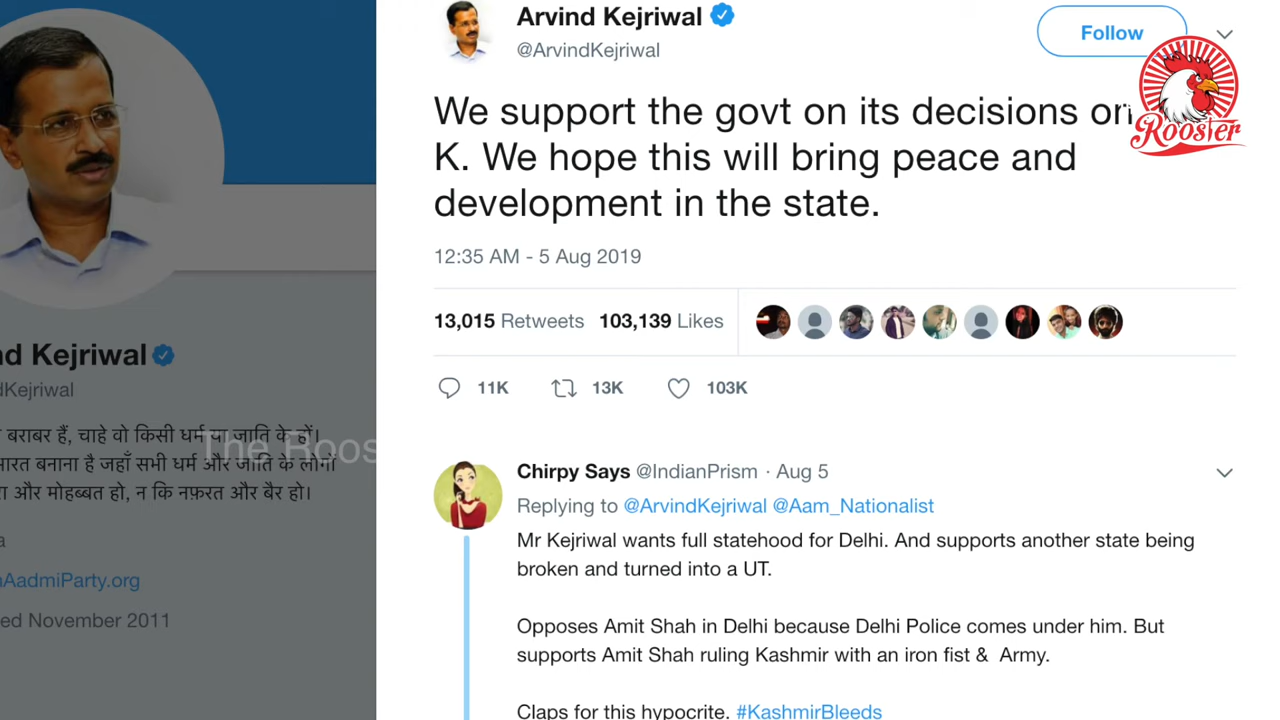 Arvind Kejriwal
@ArvindKejriwal
Follow
Rooster
We support the govt on its decisions on
K. We hope this will bring peace and
development in the state.
12:35 AM - 5 Aug 2019
13,015 Retweets 103,139 Likes
11K 13K 103K
Chirpy Says @IndianPrism · Aug 5
Replying to @ArvindKejriwal @Aam_Nationalist
Mr Kejriwal wants full statehood for Delhi. And supports another state being
broken and turned into a UT.
Opposes Amit Shah in Delhi because Delhi Police comes under him. But
supports Amit Shah ruling Kashmir with an iron fist & Army.
Claps for this hypocrite. #KashmirBleeds
nd Kejriwal
dKejriwal
बराबर हैं, चाहे वो किसी धर्म या जाति के हों।
ारत बनाना है जहाँ सभी धर्म और जाति के लोगों
ा और मोहब्बत हो, न कि नफ़रत और बैर हो।
The Roos
a
aAadmiParty.org
ed November 2011